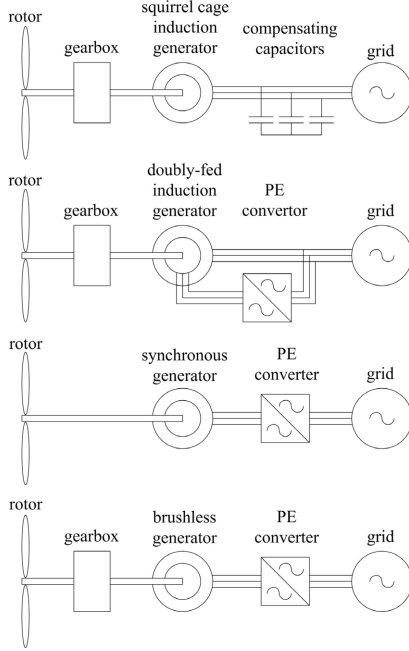 rotor
gearbox
squirrel cage
induction
generator
compensating
capacitors
grid
rotor
gearbox
doubly-fed
induction
generator
PE
convertor
grid
rotor
synchronous
generator
PE
converter
grid
rotor
gearbox
brushless
generator
PE
converter
grid